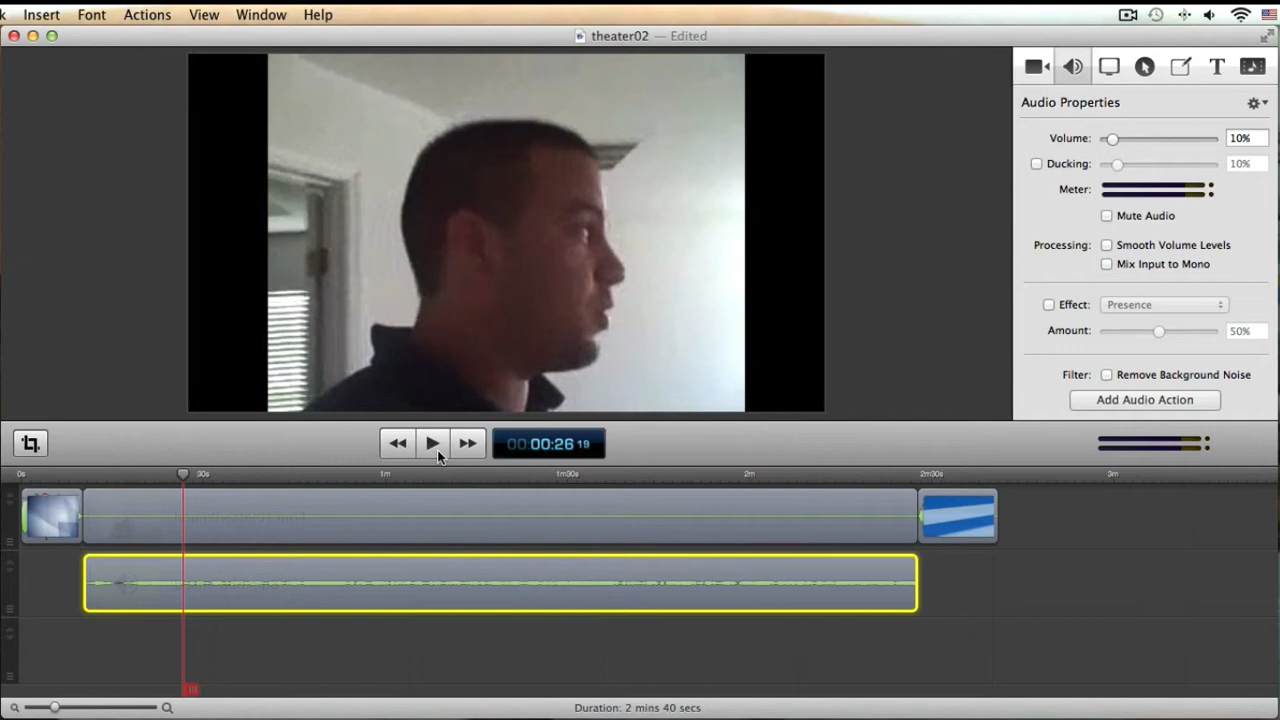 Insert Font Actions View Window Help
theater02 — Edited
Audio Properties
Volume: 10%
Ducking: 10%
Meter:
Mute Audio
Processing: Smooth Volume Levels
Mix Input to Mono
Effect: Presence
Amount: 50%
Filter: Remove Background Noise
Add Audio Action
00:00:26 19
0s 30s 1m 1m30s 2m 2m30s 3m
Duration: 2 mins 40 secs